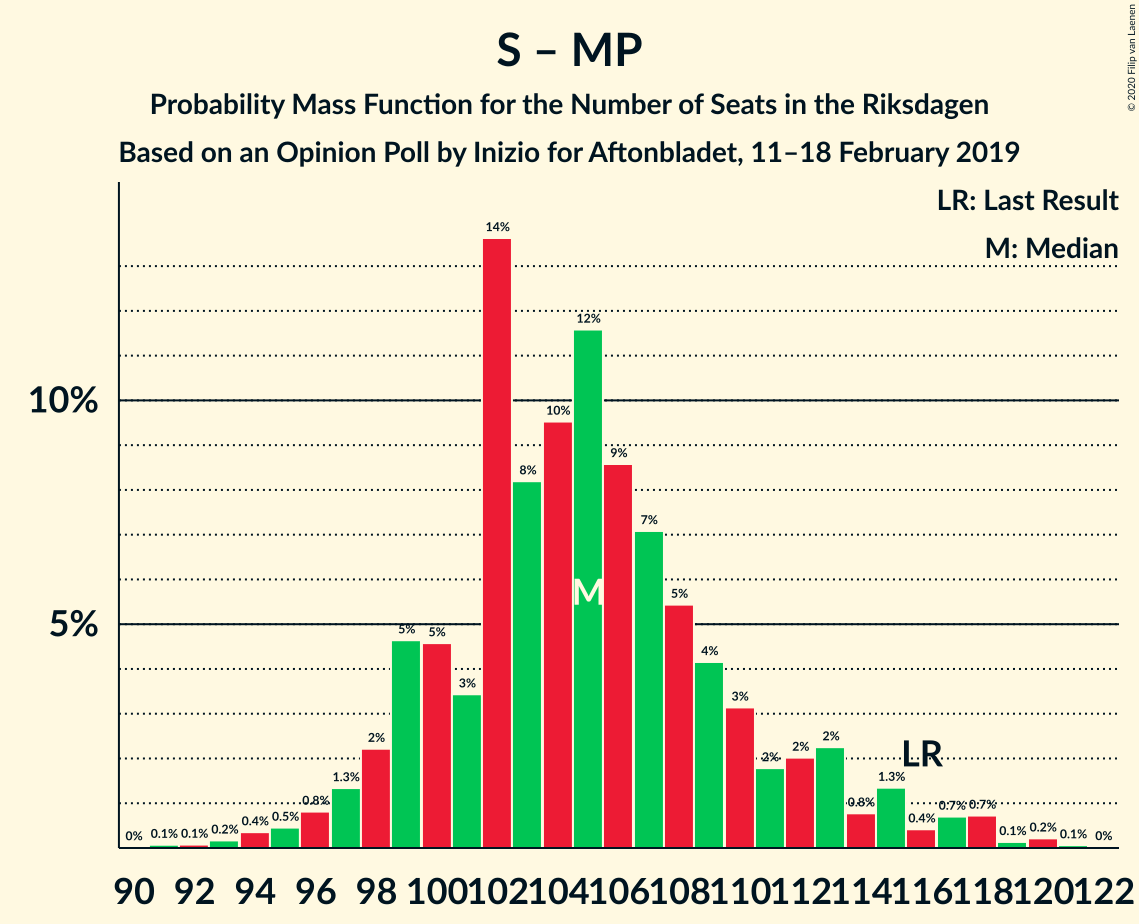 © 2020 Filip van Laenen
S – MP
Probability Mass Function for the Number of Seats in the Riksdagen
Based on an Opinion Poll by Inizio for Aftonbladet, 11–18 February 2019
LR: Last Result
M: Median
10%
5%
0% 0.1% 0.1% 0.2% 0.4% 0.5% 0.8% 1.3% 2% 5% 5% 3% 14% 8% 10% 12% 9% 7% 5% 4% 3% 2% 2% 2% 0.8% 1.3% 0.4% 0.7% 0.7% 0.1% 0.2% 0.1% 0%
M
LR
90 92 94 96 98 100 102 104 106 108 110 112 114 116 118 120 122